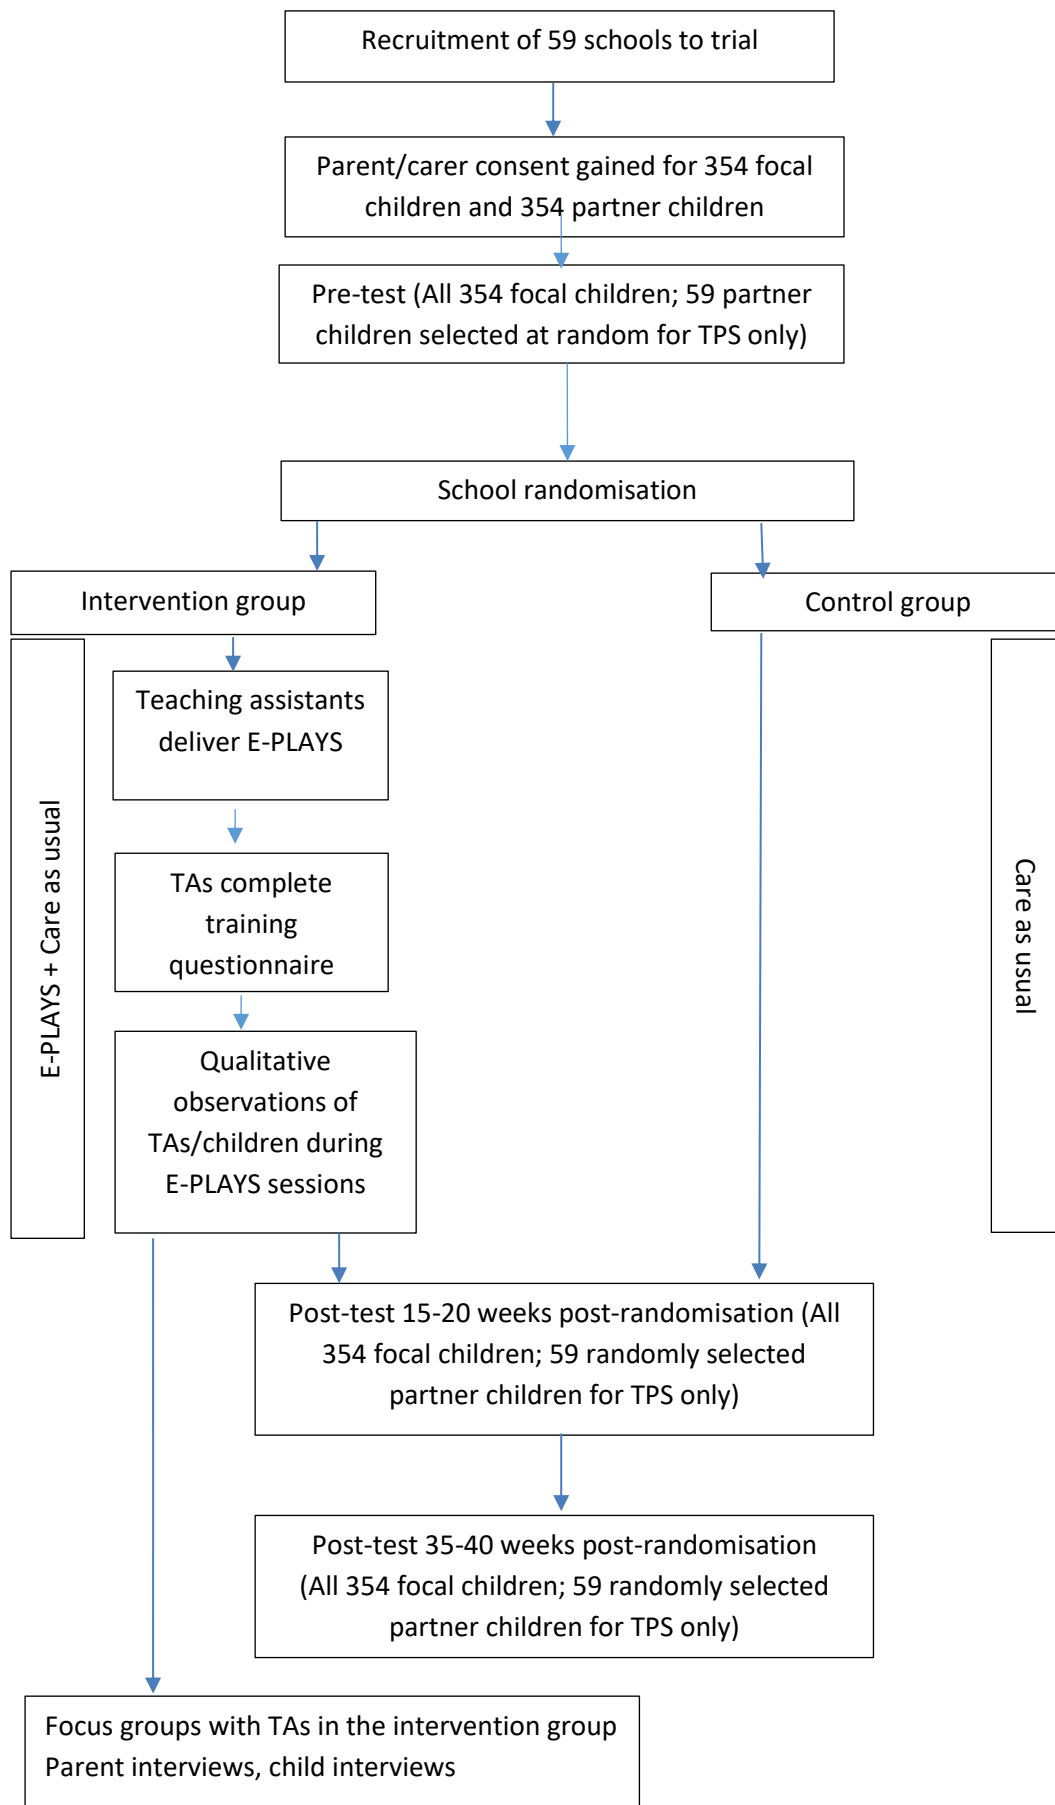 Recruitment of 59 schools to trial
Parent/carer consent gained for 354 focal
children and 354 partner children
Pre-test (All 354 focal children; 59 partner
children selected at random for TPS only)
School randomisation
Intervention group
Control group
E-PLAYS + Care as usual
Teaching assistants
deliver E-PLAYS
TAs complete
training
questionnaire
Qualitative
observations of
TAs/children during
E-PLAYS sessions
Care as usual
Post-test 15-20 weeks post-randomisation (All
354 focal children; 59 randomly selected
partner children for TPS only)
Post-test 35-40 weeks post-randomisation
(All 354 focal children; 59 randomly selected
partner children for TPS only)
Focus groups with TAs in the intervention group
Parent interviews, child interviews